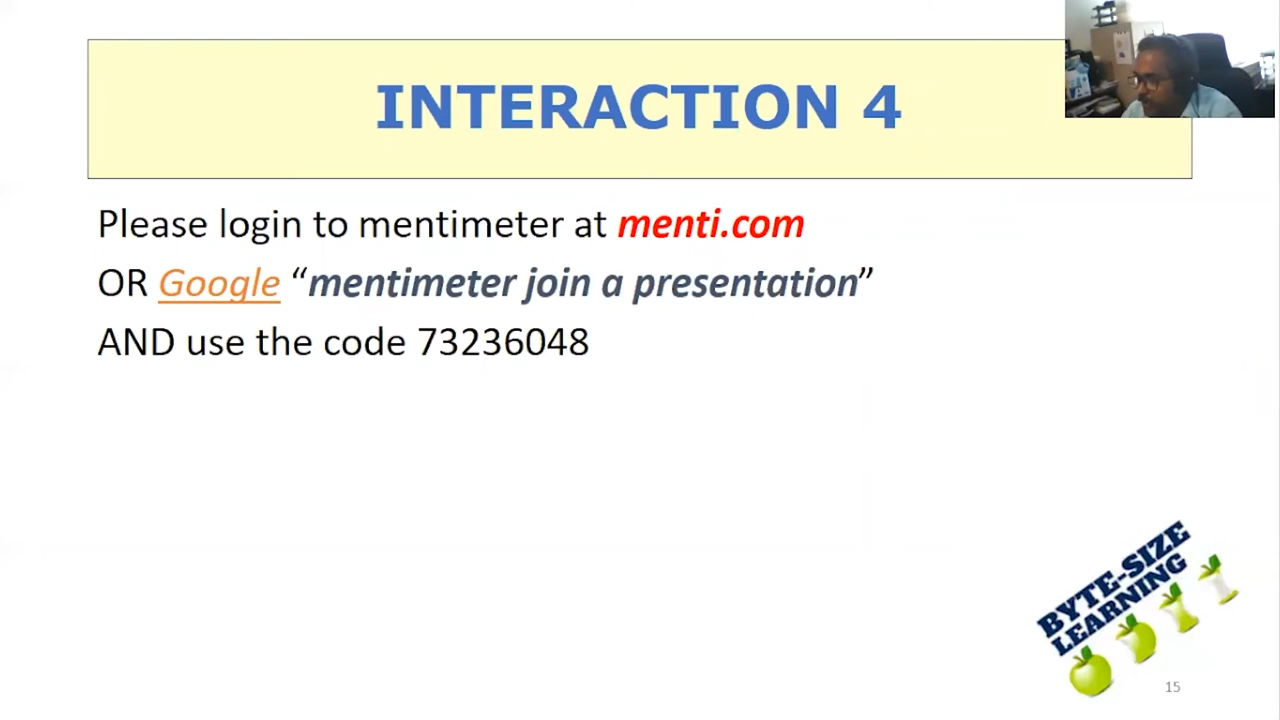 INTERACTION 4
Please login to mentimeter at menti.com
OR Google “mentimeter join a presentation”
AND use the code 73236048
BYTE-SIZE
LEARNING
15